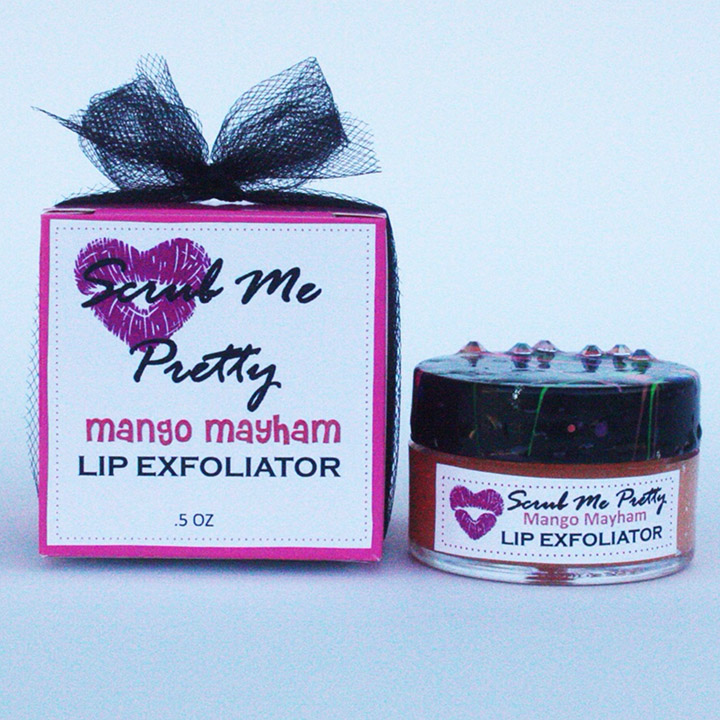 Scrub Me
Pretty
mango mayham
LIP EXFOLIATOR
.5 OZ
Scrub Me Pretty
Mango Mayham
LIP EXFOLIATOR